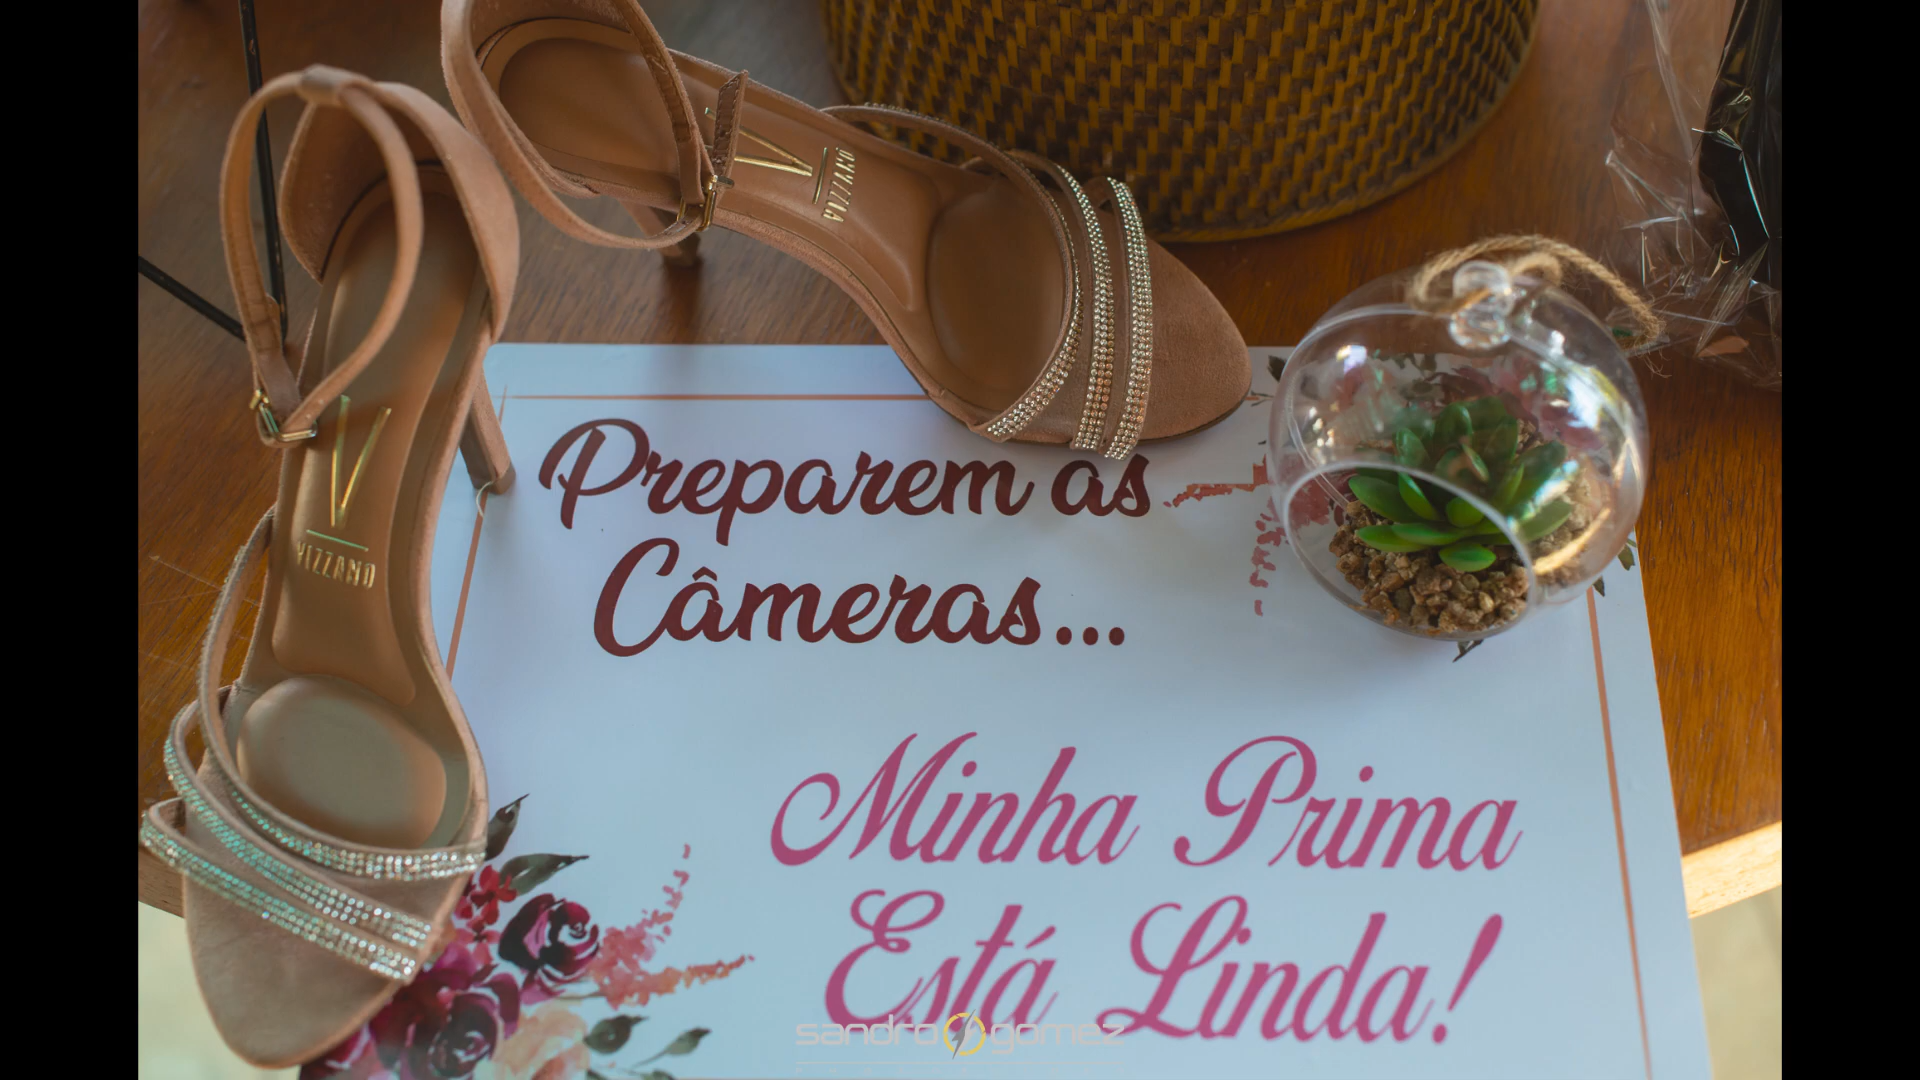 VIZZANO
VIZZANO
Preparem as
Câmeras...
Minha Prima
Está Linda!
sandro gomez